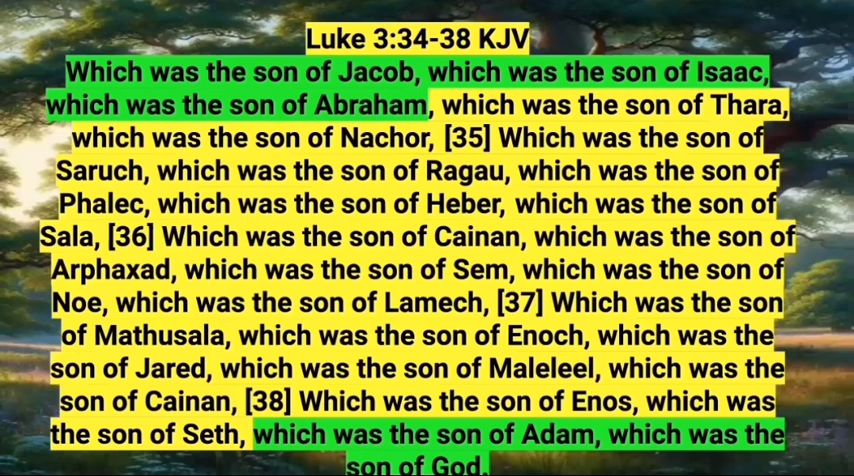 Luke 3:34-38 KJV
Which was the son of Jacob, which was the son of Isaac,
which was the son of Abraham, which was the son of Thara,
which was the son of Nachor, [35] Which was the son of
Saruch, which was the son of Ragau, which was the son of
Phalec, which was the son of Heber, which was the son of
Sala, [36] Which was the son of Cainan, which was the son of
Arphaxad, which was the son of Sem, which was the son of
Noe, which was the son of Lamech, [37] Which was the son
of Mathusala, which was the son of Enoch, which was the
son of Jared, which was the son of Maleleel, which was the
son of Cainan, [38] Which was the son of Enos, which was
the son of Seth, which was the son of Adam, which was the
son of God.